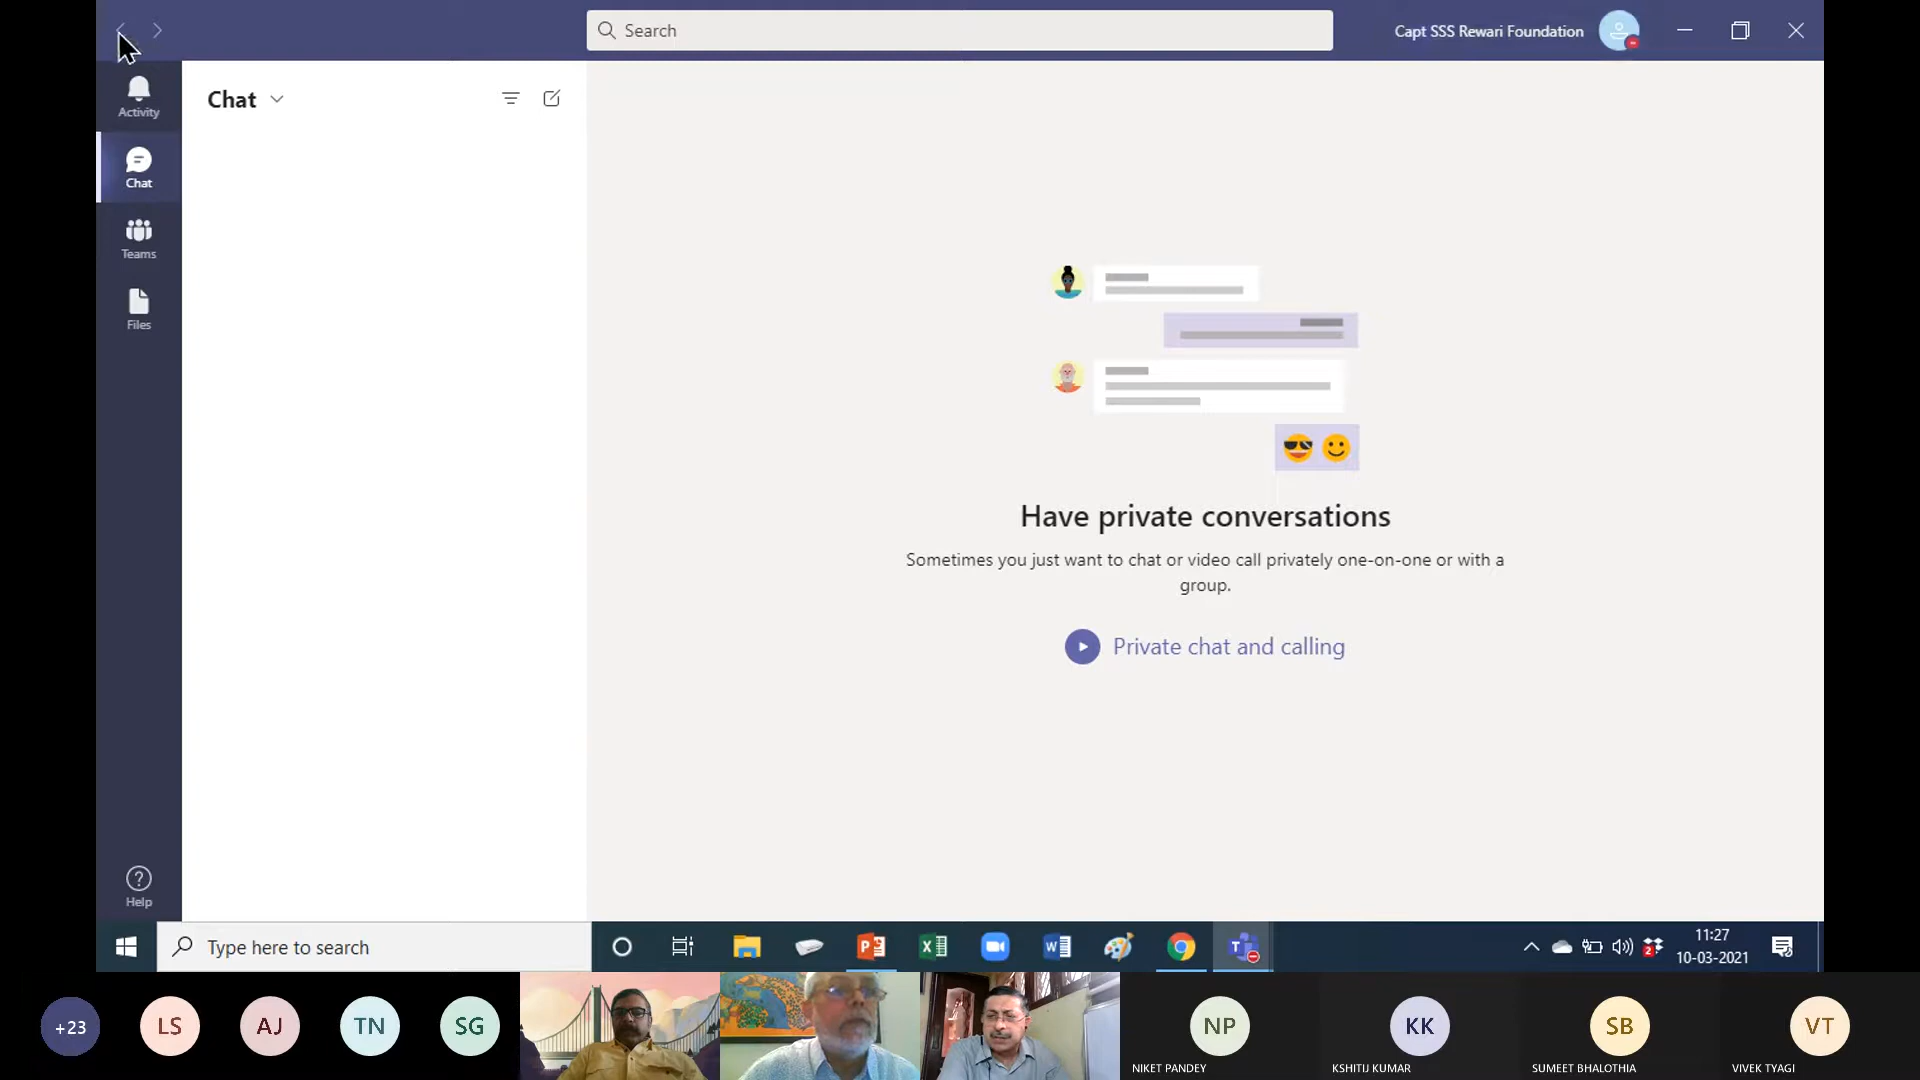 Search
Capt SSS Rewari Foundation
Activity
Chat
Teams
Files
Help
Chat
Have private conversations
Sometimes you just want to chat or video call privately one-on-one or with a
group.
Private chat and calling
Type here to search
2
11:27
10-03-2021
+23
LS
AJ
TN
SG
NP
NIKET PANDEY
KK
KSHITIJ KUMAR
SB
SUMEET BHALOTHIA
VT
VIVEK TYAGI